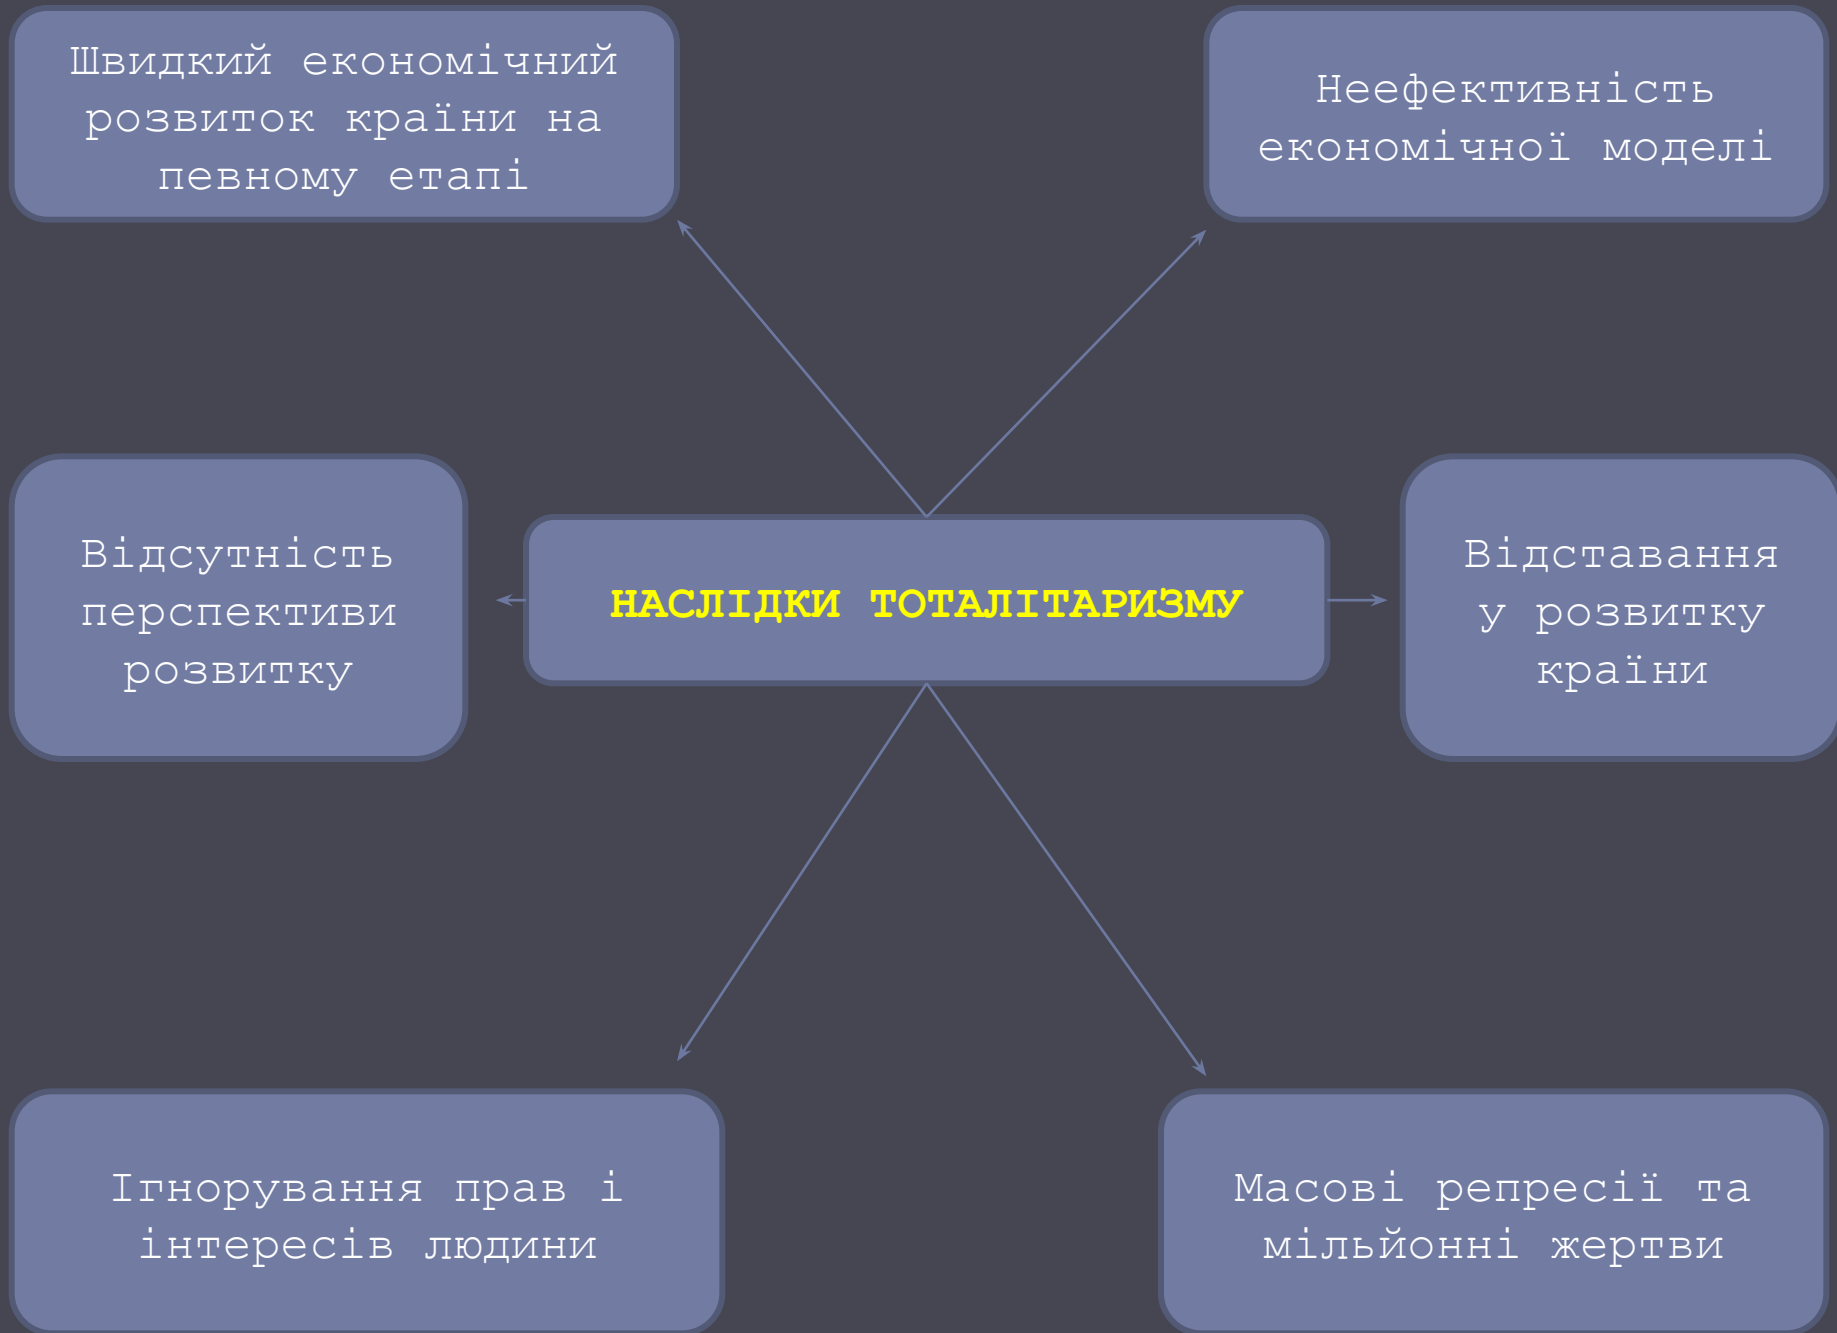 Швидкий економічний
розвиток країни на
певному етапі
Неефективність
економічної моделі
Відсутність
перспективи
розвитку
НАСЛІДКИ ТОТАЛІТАРИЗМУ
Відставання
у розвитку
країни
Ігнорування прав і
інтересів людини
Масові репресії та
мільйонні жертви